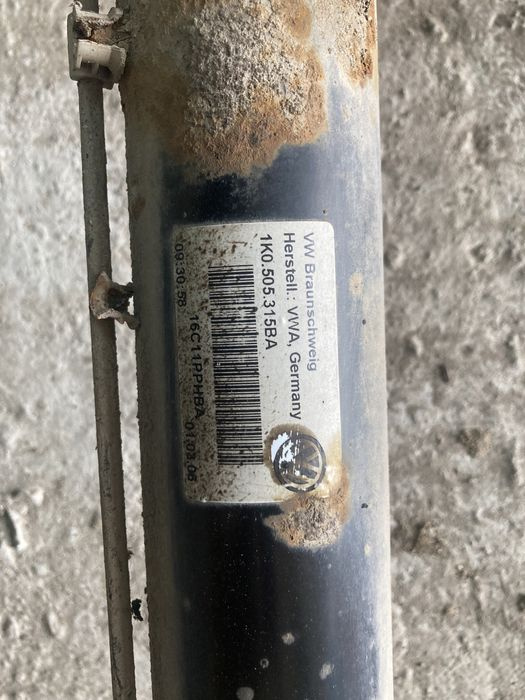 VW Braunschweig
Herstell.: VWA, Germany
1K0.505.315BA
09:30:58 16C11PPHBA 01.03.06